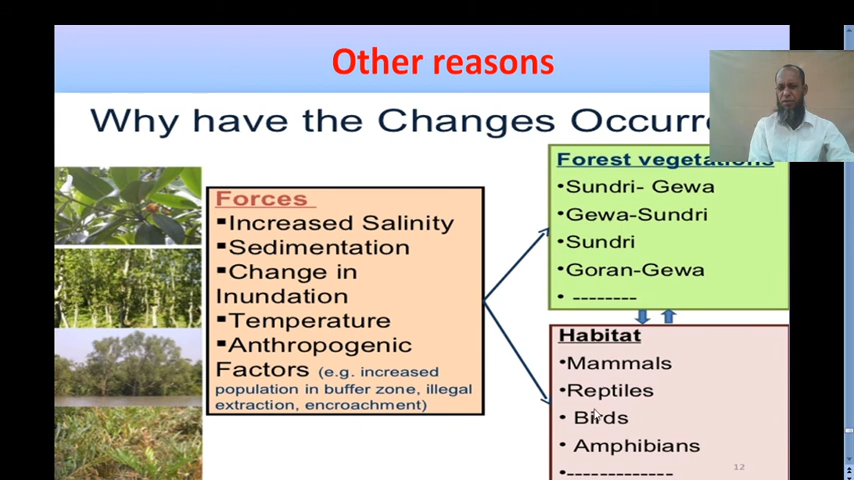 Other reasons
Why have the Changes
Forces
▪Increased Salinity
▪Sedimentation
▪Change in
Inundation
▪Temperature
▪Anthropogenic
Factors (e.g. increased
population in buffer zone, illegal
extraction, encroachment)
Forest vegetations
•Sundri- Gewa
•Gewa-Sundri
•Sundri
•Goran-Gewa
• --------
Habitat
•Mammals
•Reptiles
• Birds
• Amphibians
•-------------
12